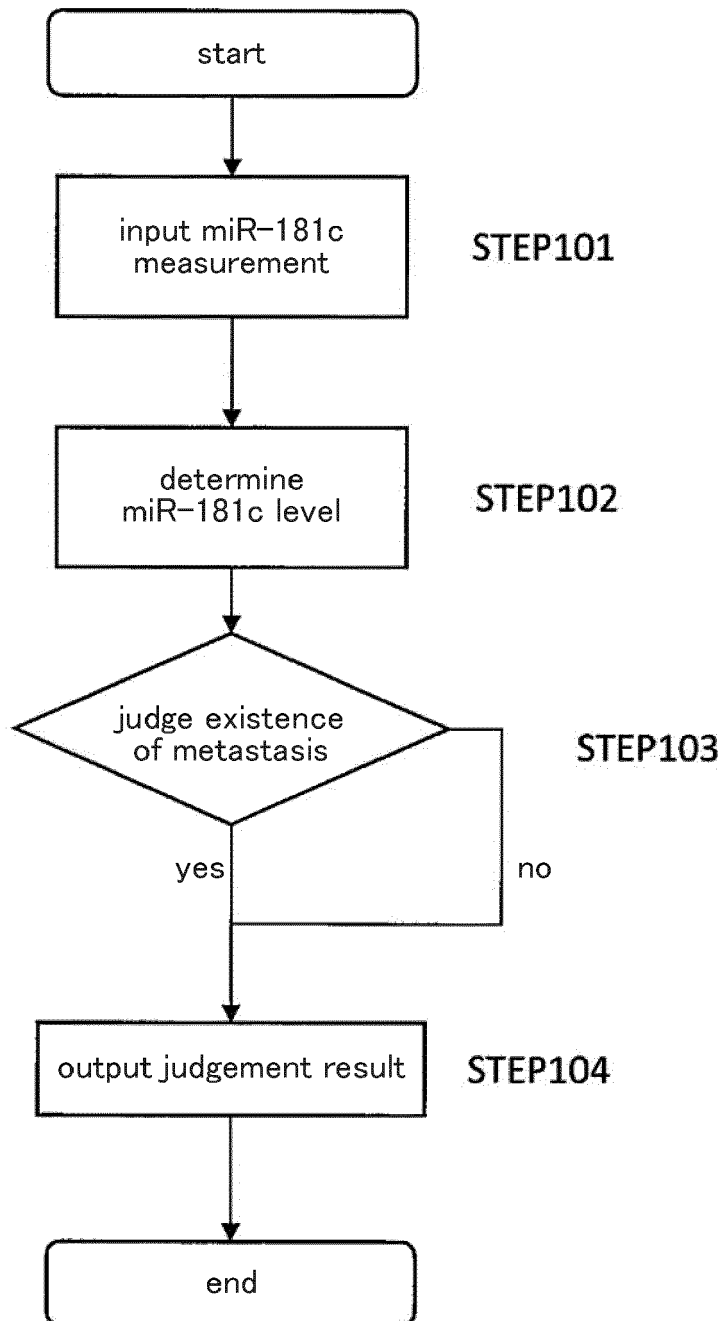 start
input miR-181c
measurement
STEP101
determine
miR-181c level
STEP102
judge existence
of metastasis
STEP103
yes
no
output judgement result
STEP104
end